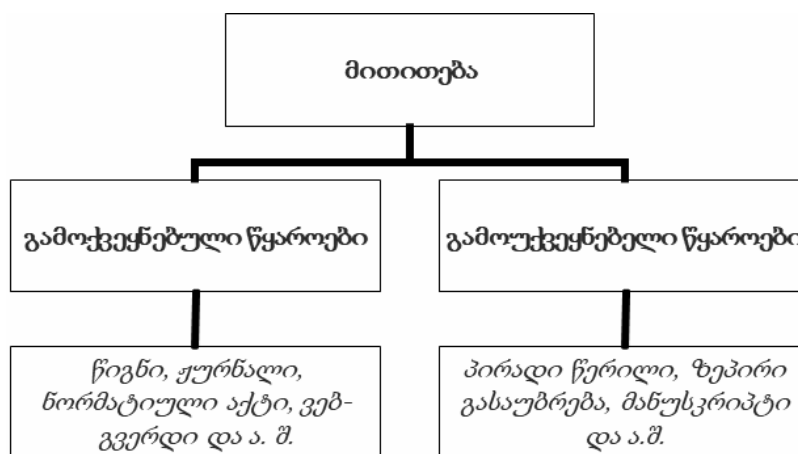 მითითება
გამოქვეყნებული წყაროები
გამოუქვეყნებელი წყაროები
წიგნი, ჟურნალი,
ნორმატიული აქტი, ვებ-
გვერდი და ა. შ.
პირადი წერილი, ზეპირი
გასაუბრება, მანუსკრიპტი
და ა.შ.